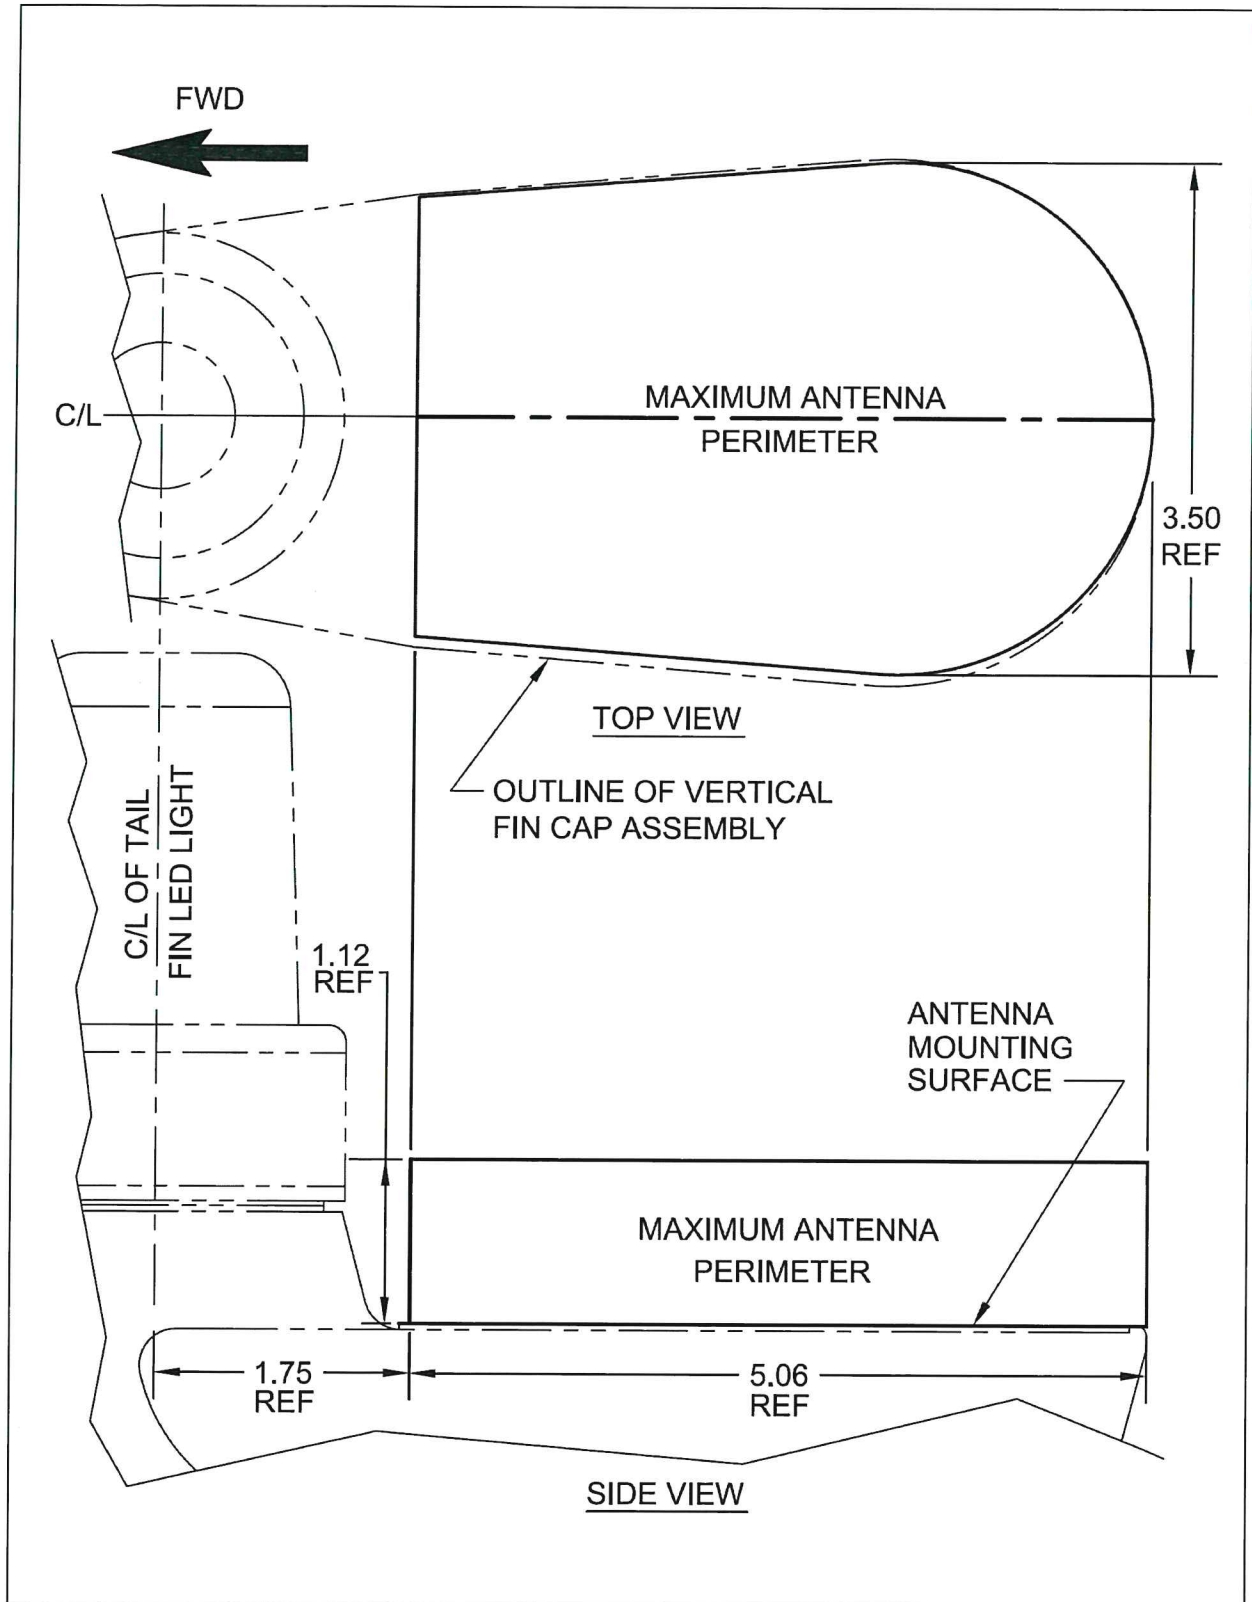 FWD
C/L
MAXIMUM ANTENNA
PERIMETER
3.50
REF
TOP VIEW
OUTLINE OF VERTICAL
FIN CAP ASSEMBLY
C/L OF TAIL
FIN LED LIGHT
1.12
REF
ANTENNA
MOUNTING
SURFACE
MAXIMUM ANTENNA
PERIMETER
1.75
REF
5.06
REF
SIDE VIEW